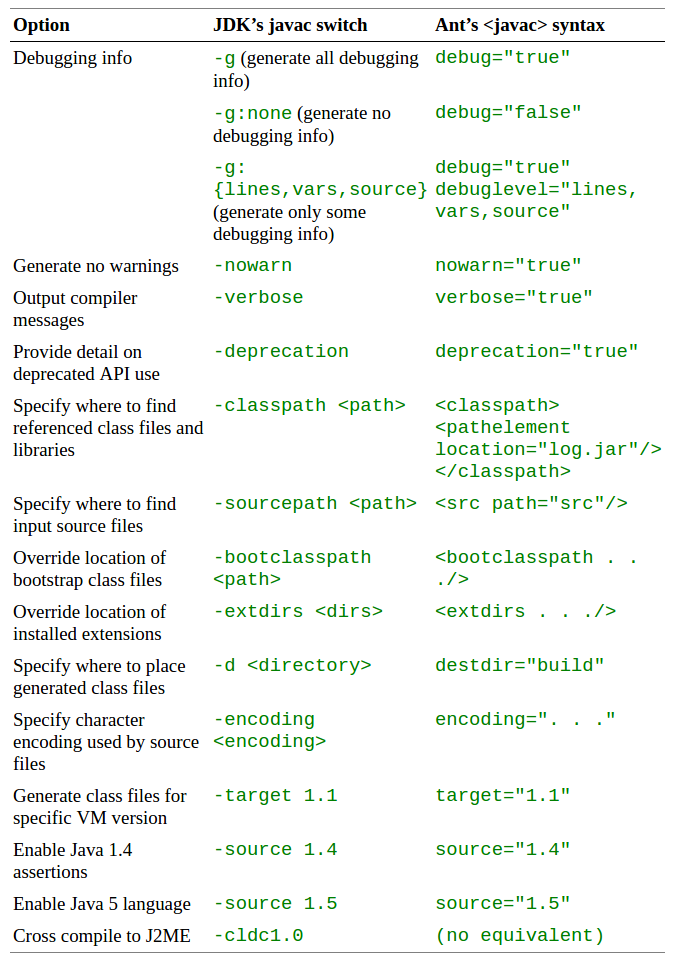 Option JDK’s javac switch Ant’s <javac> syntax
Debugging info -g (generate all debugging debug="true"
info)
-g:none (generate no debug="false"
debugging info)
-g: debug="true"
{lines,vars,source} debuglevel="lines,
(generate only some vars,source"
debugging info)
Generate no warnings -nowarn nowarn="true"
Output compiler -verbose verbose="true"
messages
Provide detail on -deprecation deprecation="true"
deprecated API use
Specify where to find -classpath <path> <classpath>
referenced class files and <pathelement
libraries location="log.jar"/>
</classpath>
Specify where to find -sourcepath <path> <src path="src"/>
input source files
Override location of -bootclasspath <bootclasspath . .
bootstrap class files <path> ./>
Override location of -extdirs <dirs> <extdirs . . ./>
installed extensions
Specify where to place -d <directory> destdir="build"
generated class files
Specify character -encoding encoding=". . ."
encoding used by source <encoding>
files
Generate class files for -target 1.1 target="1.1"
specific VM version
Enable Java 1.4 -source 1.4 source="1.4"
assertions
Enable Java 5 language -source 1.5 source="1.5"
Cross compile to J2ME -cldc1.0 (no equivalent)